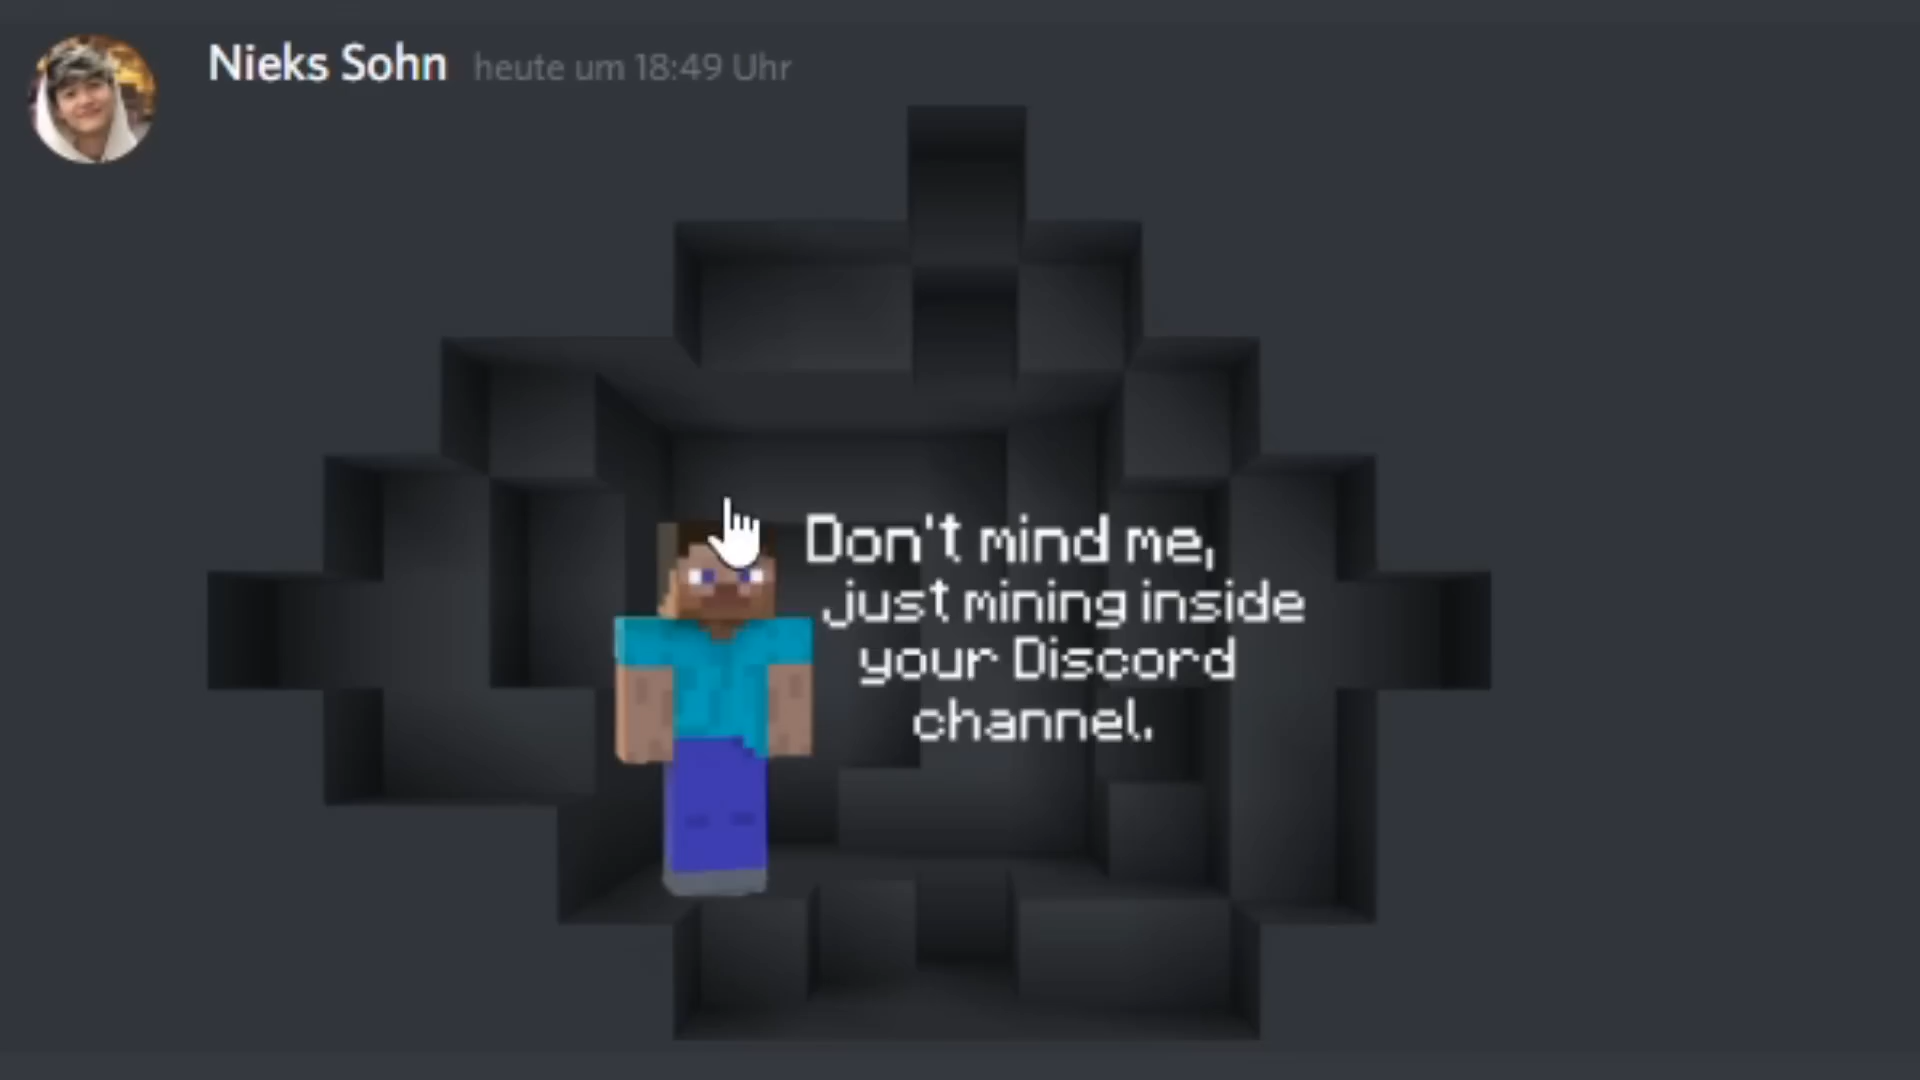 Nieks Sohn heute um 18:49 Uhr
Don't mind me,
just mining inside
your Discord
channel.